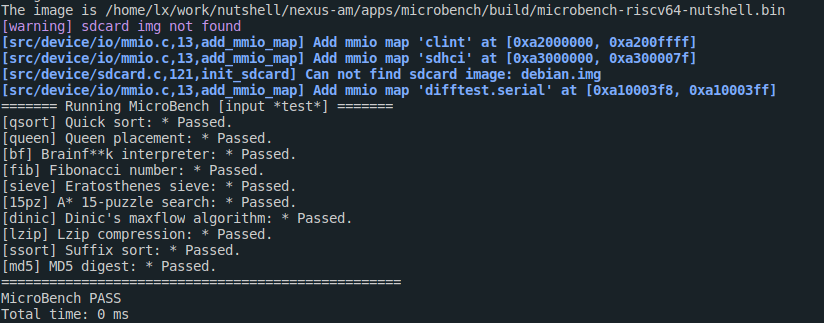 The image is /home/lx/work/nutshell/nexus-am/apps/microbench/build/microbench-riscv64-nutshell.bin
[warning] sdcard img not found
[src/device/io/mmio.c,13,add_mmio_map] Add mmio map 'clint' at [0xa2000000, 0xa200ffff]
[src/device/io/mmio.c,13,add_mmio_map] Add mmio map 'sdhci' at [0xa3000000, 0xa300007f]
[src/device/sdcard.c,121,init_sdcard] Can not find sdcard image: debian.img
[src/device/io/mmio.c,13,add_mmio_map] Add mmio map 'difftest.serial' at [0xa10003f8, 0xa10003ff]
======= Running MicroBench [input *test*] =======
[qsort] Quick sort: * Passed.
[queen] Queen placement: * Passed.
[bf] Brainf**k interpreter: * Passed.
[fib] Fibonacci number: * Passed.
[sieve] Eratosthenes sieve: * Passed.
[15pz] A* 15-puzzle search: * Passed.
[dinic] Dinic's maxflow algorithm: * Passed.
[lzip] Lzip compression: * Passed.
[ssort] Suffix sort: * Passed.
[md5] MD5 digest: * Passed.
==================================================
MicroBench PASS
Total time: 0 ms